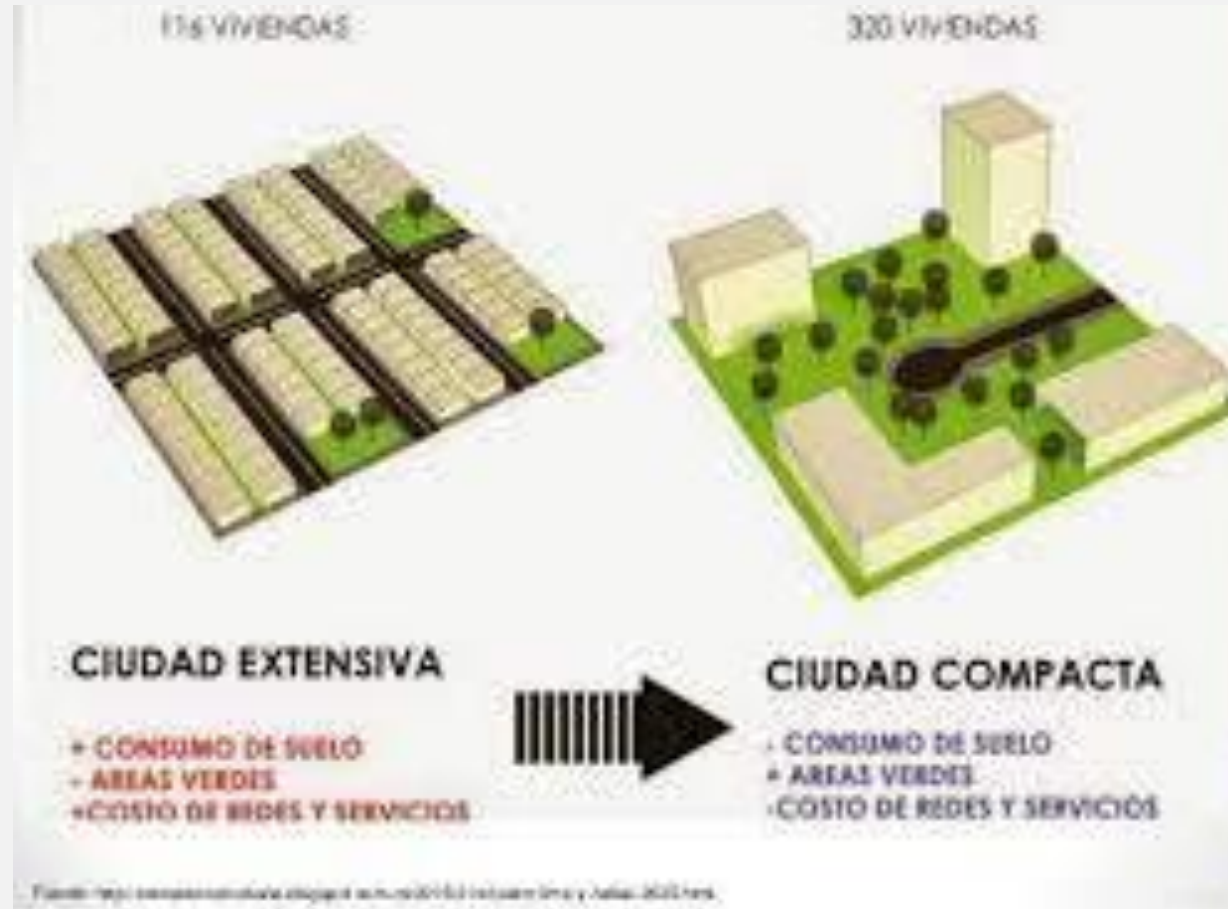 116 VIVIENDAS
320 VIVIENDAS
CIUDAD EXTENSIVA
+ CONSUMO DE SUELO
- AREAS VERDES
+COSTO DE REDES Y SERVICIOS
CIUDAD COMPACTA
- CONSUMO DE SUELO
+ AREAS VERDES
-COSTO DE REDES Y SERVICIOS